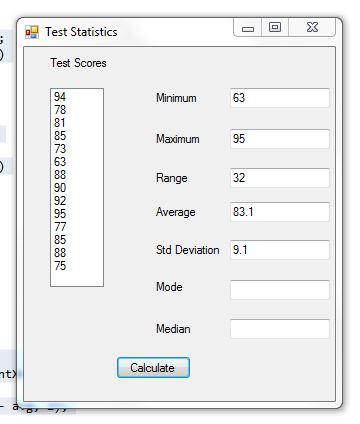 Test Statistics
Test Scores
94
78
81
85
73
63
88
90
92
95
77
85
88
75
Minimum 63
Maximum 95
Range 32
Average 83.1
Std Deviation 9.1
Mode
Median
Calculate
;
)
)
nt